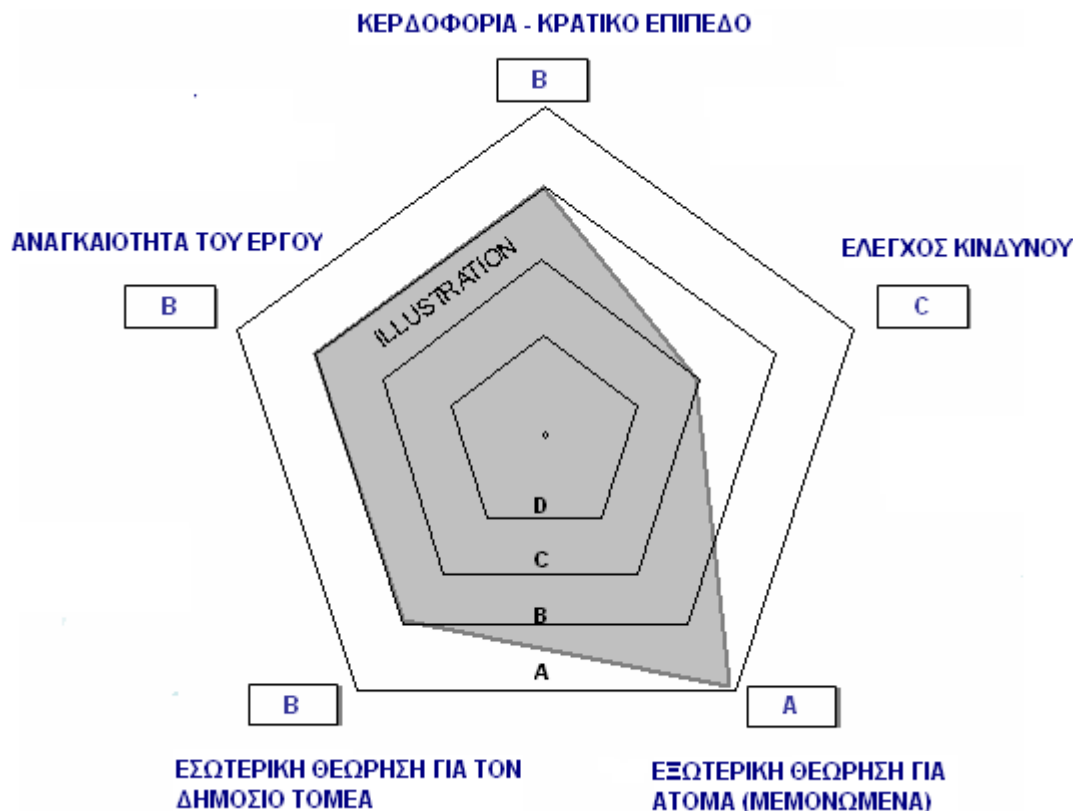 ΚΕΡΔΟΦΟΡΙΑ - ΚΡΑΤΙΚΟ ΕΠΙΠΕΔΟ
B
ΑΝΑΓΚΑΙΟΤΗΤΑ ΤΟΥ ΕΡΓΟΥ
B
ΕΛΕΓΧΟΣ ΚΙΝΔΥΝΟΥ
C
ILLUSTRATION
D
C
B
A
B
ΕΣΩΤΕΡΙΚΗ ΘΕΩΡΗΣΗ ΓΙΑ ΤΟΝ
ΔΗΜΟΣΙΟ ΤΟΜΕΑ
A
ΕΞΩΤΕΡΙΚΗ ΘΕΩΡΗΣΗ ΓΙΑ
ΑΤΟΜΑ (ΜΕΜΟΝΩΜΕΝΑ)